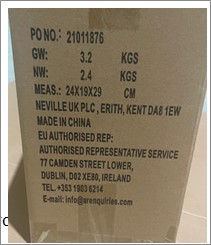 PO NO.: 21011876
GW: 3.2 KGS
NW: 2.4 KGS
MEAS.: 24X19X29 CM
NEVILLE UK PLC , ERITH, KENT DA8 1EW
MADE IN CHINA
EU AUTHORISED REP:
AUTHORISED REPRESENTATIVE SERVICE
77 CAMDEN STREET LOWER,
DUBLIN, D02 XE80, IRELAND
TEL. +353 1903 6214
E-mail: info@arenquiries.com